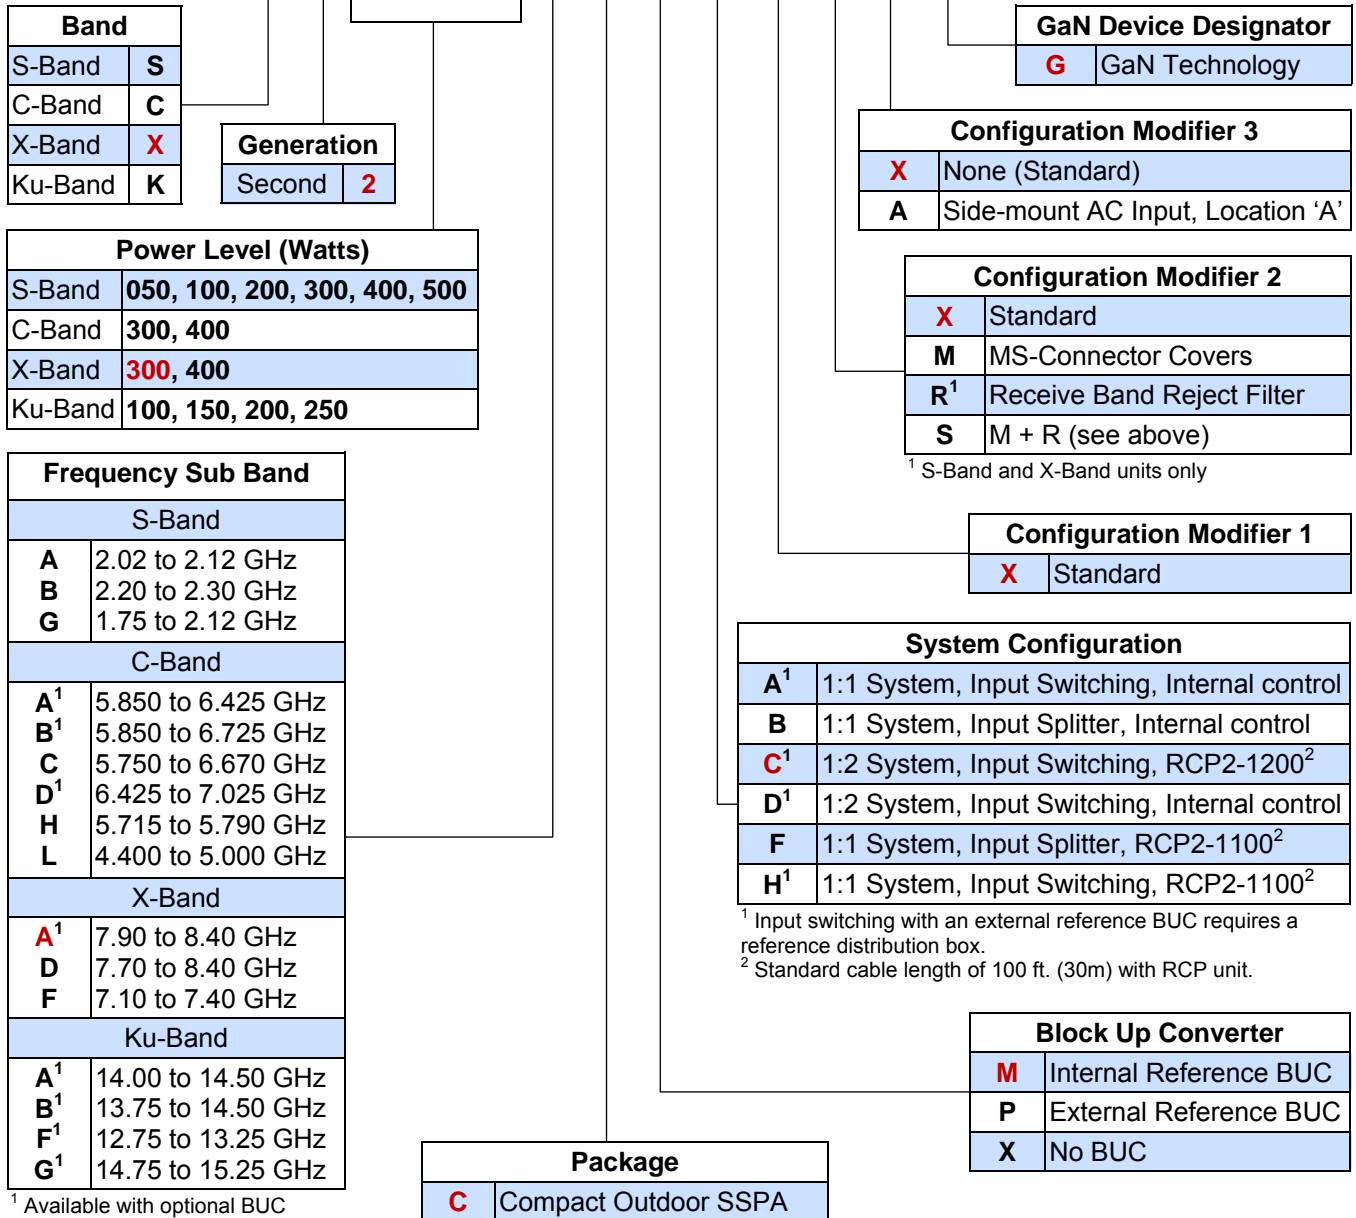 Band
S-Band S
C-Band C
X-Band X
Ku-Band K
Generation
Second 2
Power Level (Watts)
S-Band 050, 100, 200, 300, 400, 500
C-Band 300, 400
X-Band 300, 400
Ku-Band 100, 150, 200, 250
Frequency Sub Band
S-Band
A 2.02 to 2.12 GHz
B 2.20 to 2.30 GHz
G 1.75 to 2.12 GHz
C-Band
A¹ 5.850 to 6.425 GHz
B¹ 5.850 to 6.725 GHz
C 5.750 to 6.670 GHz
D¹ 6.425 to 7.025 GHz
H 5.715 to 5.790 GHz
L 4.400 to 5.000 GHz
X-Band
A¹ 7.90 to 8.40 GHz
D 7.70 to 8.40 GHz
F 7.10 to 7.40 GHz
Ku-Band
A¹ 14.00 to 14.50 GHz
B¹ 13.75 to 14.50 GHz
F¹ 12.75 to 13.25 GHz
G¹ 14.75 to 15.25 GHz
¹ Available with optional BUC
Package
C Compact Outdoor SSPA
GaN Device Designator
G GaN Technology
Configuration Modifier 3
X None (Standard)
A Side-mount AC Input, Location ‘A’
Configuration Modifier 2
X Standard
M MS-Connector Covers
R¹ Receive Band Reject Filter
S M + R (see above)
¹ S-Band and X-Band units only
Configuration Modifier 1
X Standard
System Configuration
A¹ 1:1 System, Input Switching, Internal control
B 1:1 System, Input Splitter, Internal control
C¹ 1:2 System, Input Switching, RCP2-1200²
D¹ 1:2 System, Input Switching, Internal control
F 1:1 System, Input Splitter, RCP2-1100²
H¹ 1:1 System, Input Switching, RCP2-1100²
¹ Input switching with an external reference BUC requires a
reference distribution box.
² Standard cable length of 100 ft. (30m) with RCP unit.
Block Up Converter
M Internal Reference BUC
P External Reference BUC
X No BUC